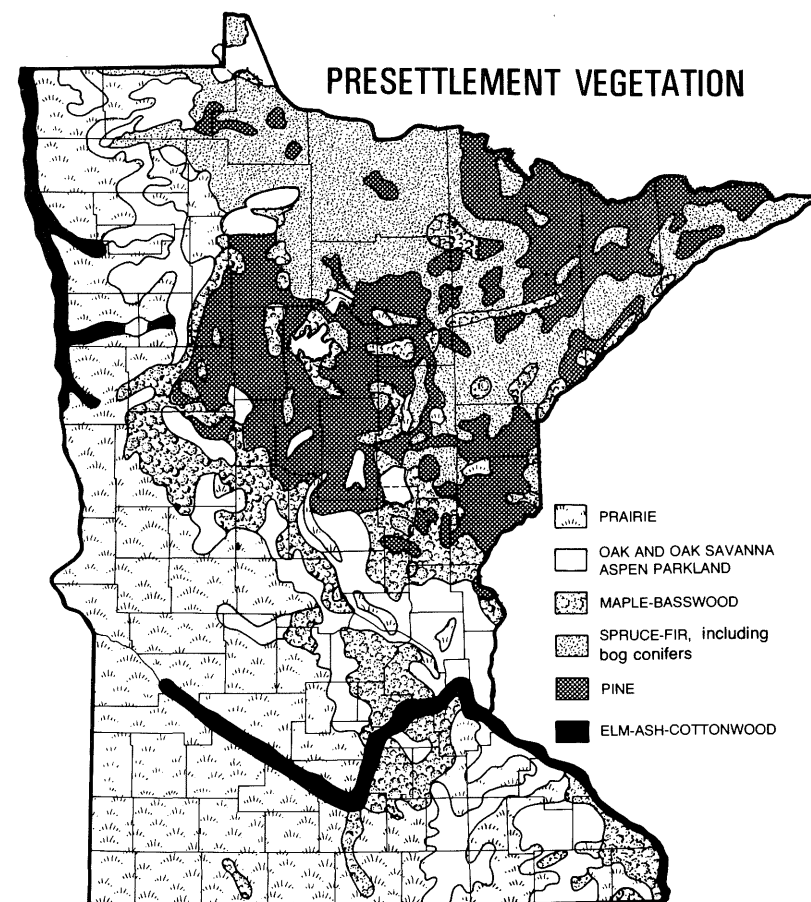 PRESETTLEMENT VEGETATION
PRAIRIE
OAK AND OAK SAVANNA
ASPEN PARKLAND
MAPLE-BASSWOOD
SPRUCE-FIR, including
bog conifers
PINE
ELM-ASH-COTTONWOOD